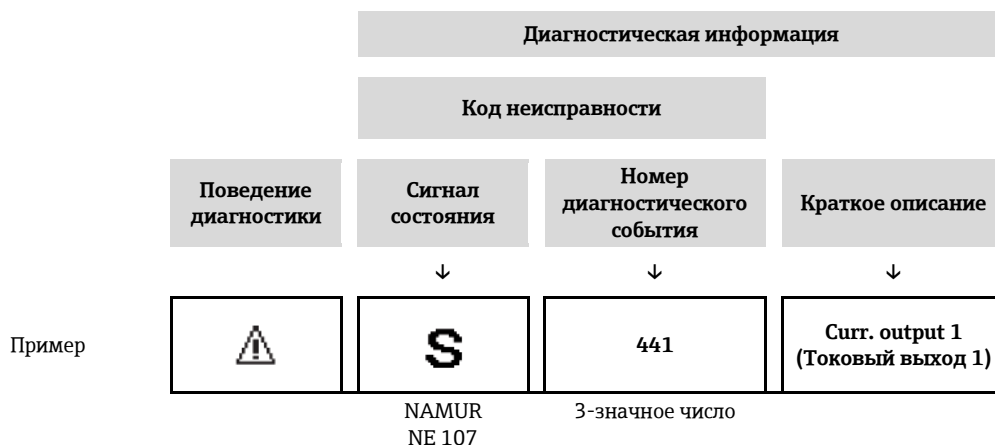 Диагностическая информация
Код неисправности
Поведение
диагностики
Сигнал
состояния
Номер
диагностического
события
Краткое описание
Пример
S
441
Curr. output 1
(Токовый выход 1)
NAMUR
NE 107
3-значное число